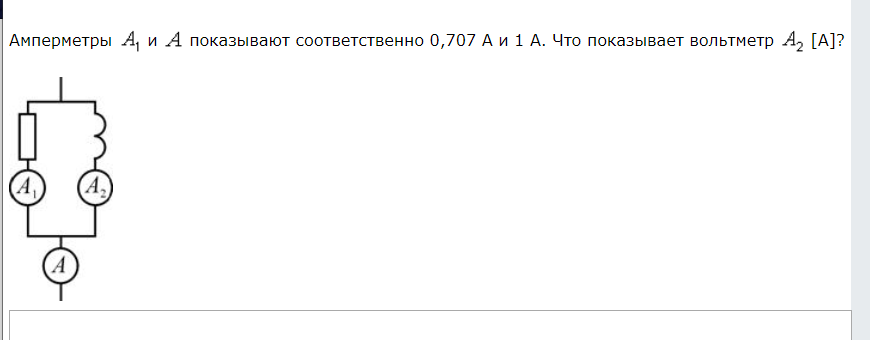 Амперметры A₁ и A показывают соответственно 0,707 А и 1 А. Что показывает вольтметр A₂ [А]?
A₁ A₂
A